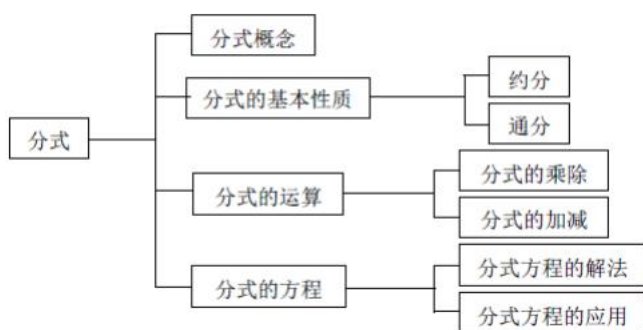 分式概念
分式的基本性质
约分
通分
分式
分式的运算
分式的乘除
分式的加减
分式的方程
分式方程的解法
分式方程的应用